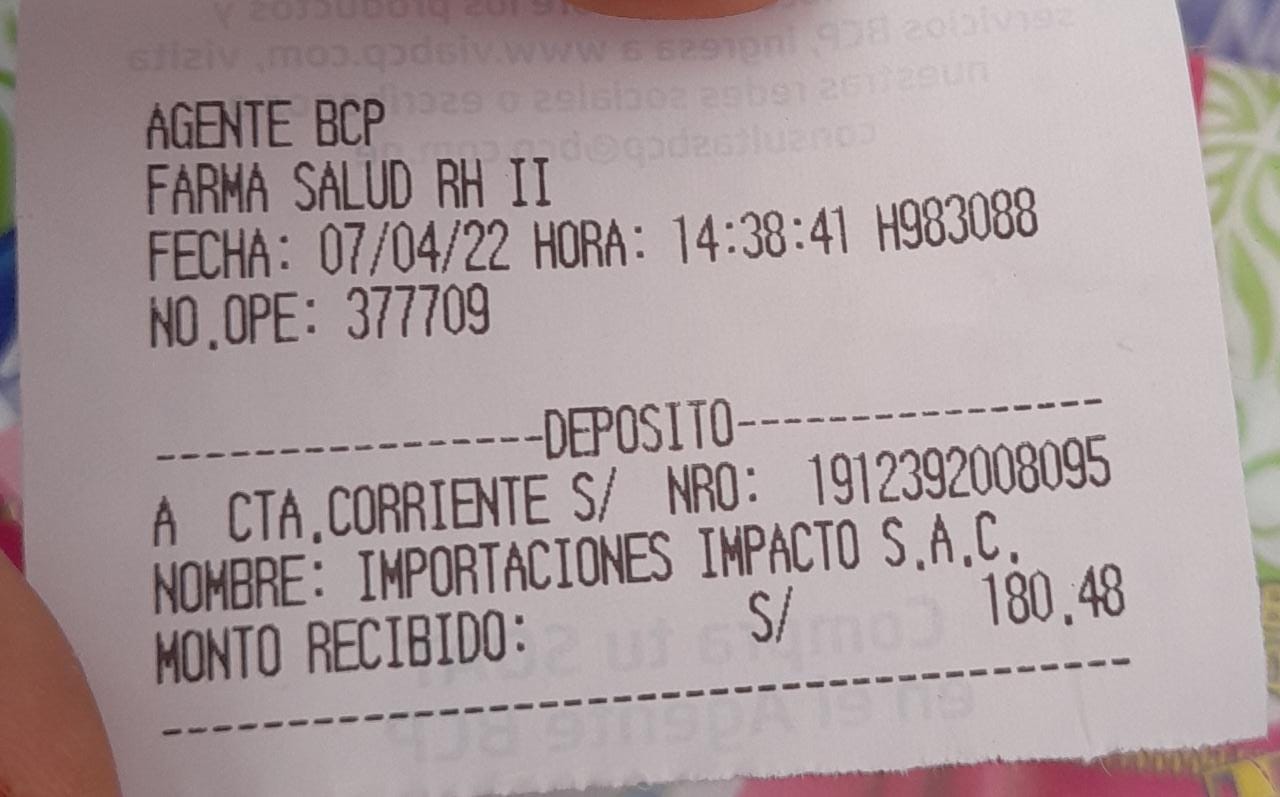 AGENTE BCP
FARMA SALUD RH II
FECHA: 07/04/22 HORA: 14:38:41 H983088
NO.OPE: 377709
----------------DEPOSITO----------------
A CTA.CORRIENTE S/ NRO: 1912392008095
NOMBRE: IMPORTACIONES IMPACTO S.A.C.
MONTO RECIBIDO: S/ 180.48
----------------------------------------